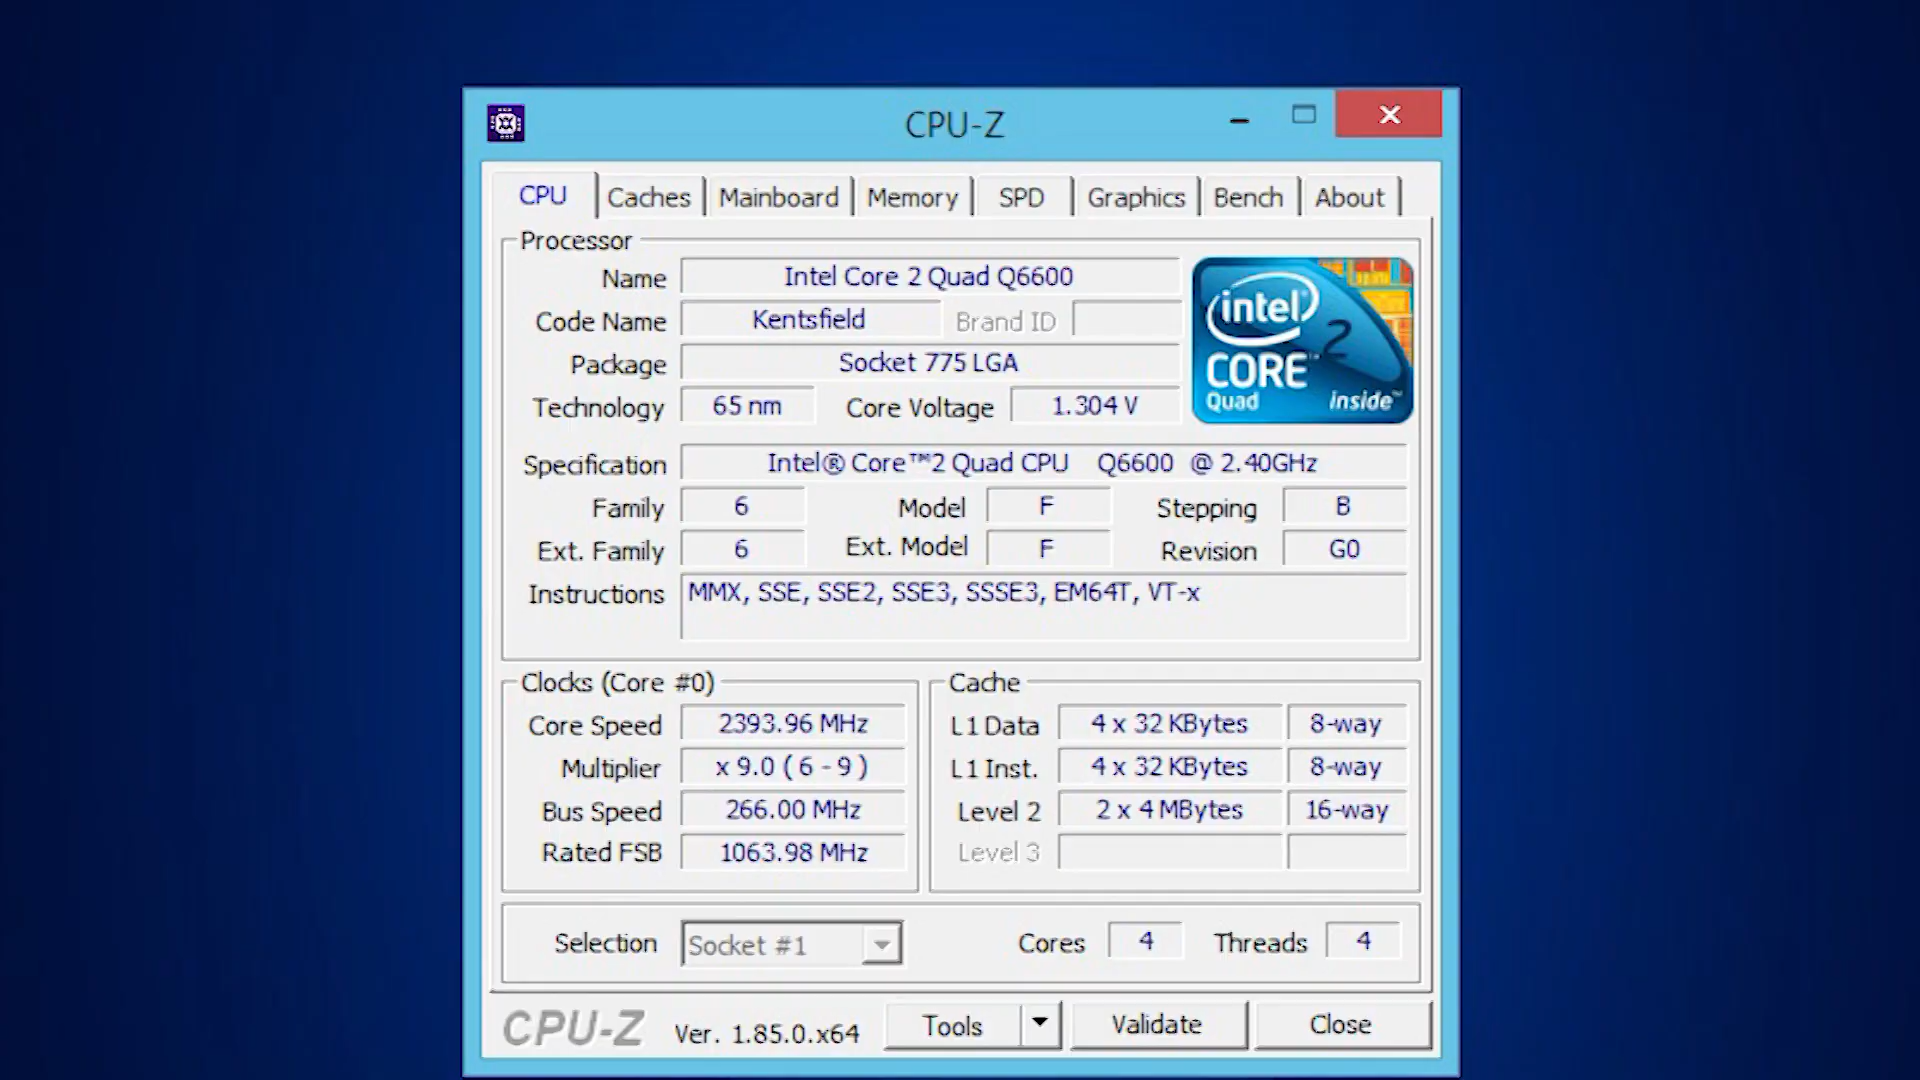 CPU-Z
CPU Caches Mainboard Memory SPD Graphics Bench About
Processor
Name Intel Core 2 Quad Q6600
Code Name Kentsfield Brand ID
Package Socket 775 LGA
Technology 65 nm Core Voltage 1.304 V
intel® CORE™2 Quad inside™
Specification Intel® Core™2 Quad CPU Q6600 @ 2.40GHz
Family 6 Model F Stepping B
Ext. Family 6 Ext. Model F Revision G0
Instructions MMX, SSE, SSE2, SSE3, SSSE3, EM64T, VT-x
Clocks (Core #0)
Core Speed 2393.96 MHz
Multiplier x 9.0 ( 6 - 9 )
Bus Speed 266.00 MHz
Rated FSB 1063.98 MHz
Cache
L1 Data 4 x 32 KBytes 8-way
L1 Inst. 4 x 32 KBytes 8-way
Level 2 2 x 4 MBytes 16-way
Level 3
Selection Socket #1 Cores 4 Threads 4
CPU-Z Ver. 1.85.0.x64 Tools Validate Close